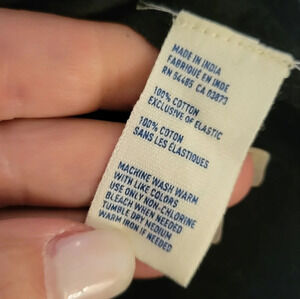 MADE IN INDIA
FABRIQUÉ EN INDE
RN 54485 CA 03873
100% COTTON
EXCLUSIVE OF ELASTIC
100% COTON
SANS LES ÉLASTIQUES
MACHINE WASH WARM
WITH LIKE COLORS
USE ONLY NON-CHLORINE
BLEACH WHEN NEEDED
TUMBLE DRY MEDIUM
WARM IRON IF NEEDED